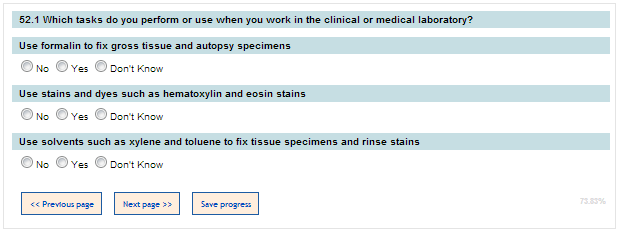 52.1 Which tasks do you perform or use when you work in the clinical or medical laboratory?
Use formalin to fix gross tissue and autopsy specimens
No Yes Don't Know
Use stains and dyes such as hematoxylin and eosin stains
No Yes Don't Know
Use solvents such as xylene and toluene to fix tissue specimens and rinse stains
No Yes Don't Know
<< Previous page Next page >> Save progress